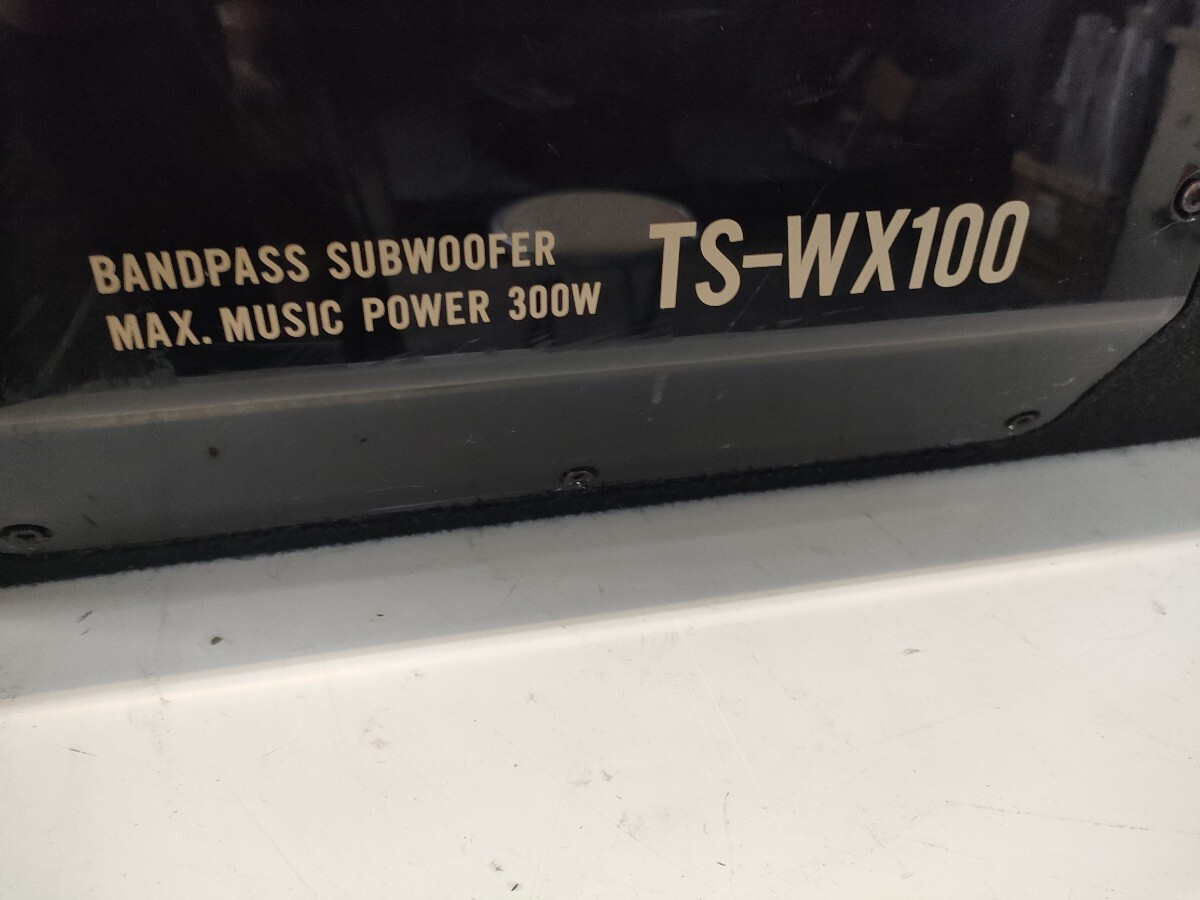 BANDPASS SUBWOOFER
MAX. MUSIC POWER 300W
TS-WX100